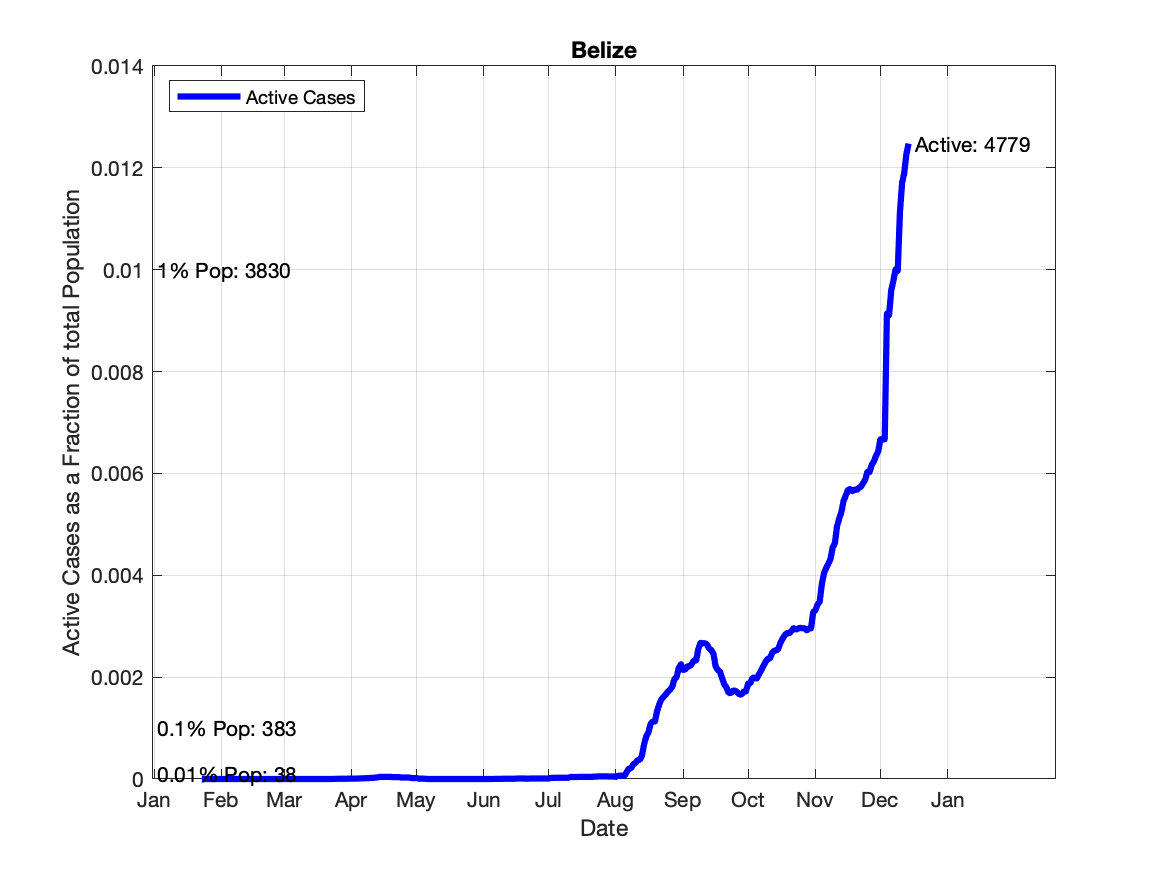 Belize
0.014
Active Cases
Active: 4779
0.012
1% Pop: 3830
0.01
0.008
0.006
0.004
0.002
0.1% Pop: 383
0.01% Pop: 38
0
Active Cases as a Fraction of total Population
Jan Feb Mar Apr May Jun Jul Aug Sep Oct Nov Dec Jan
Date